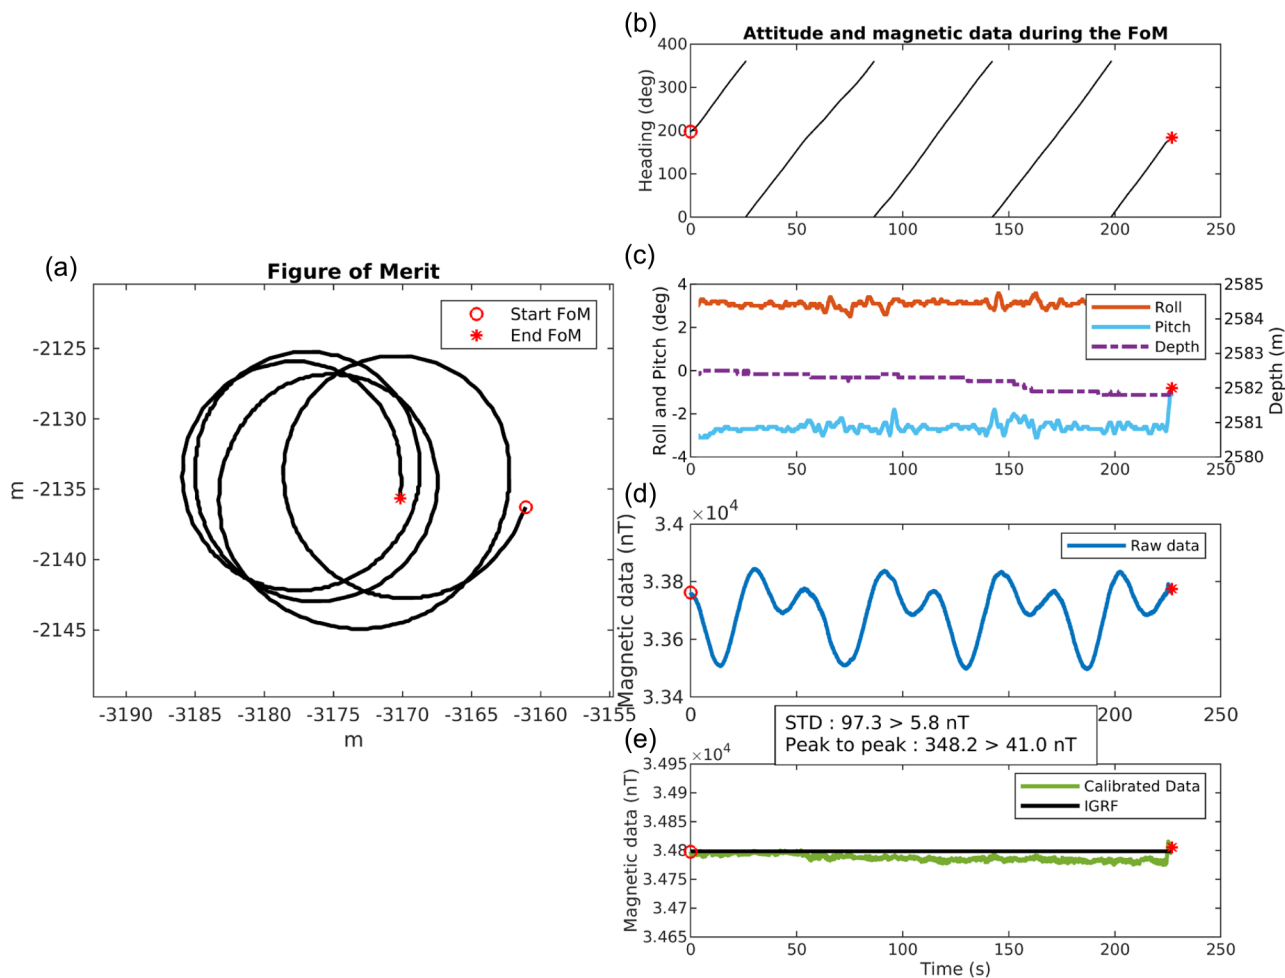 (a)
Figure of Merit
Start FoM
End FoM
-2125
-2130
-2135
-2140
-2145
m
-3190 -3185 -3180 -3175 -3170 -3165 -3160 -3155
m
(b)
Attitude and magnetic data during the FoM
400
300
200
100
0
Heading (deg)
0 50 100 150 200 250
(c)
4
2
0
-2
-4
Roll and Pitch (deg)
Roll
Pitch
Depth
2585
2584
2583
2582
2581
2580
Depth (m)
0 50 100 150 200 250
(d)
×10⁴
3.4
3.38
3.36
3.34
Magnetic data (nT)
Raw data
0 50 100 150 200 250
STD : 97.3 > 5.8 nT
Peak to peak : 348.2 > 41.0 nT
(e)
×10⁴
3.495
3.49
3.485
3.48
3.475
3.47
3.465
Magnetic data (nT)
Calibrated Data
IGRF
0 50 100 150 200 250
Time (s)